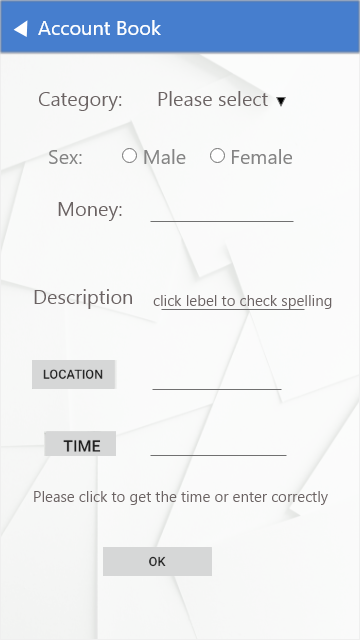 Account Book
Category: Please select
Sex: Male Female
Money:
Description click lebel to check spelling
LOCATION
TIME
Please click to get the time or enter correctly
OK